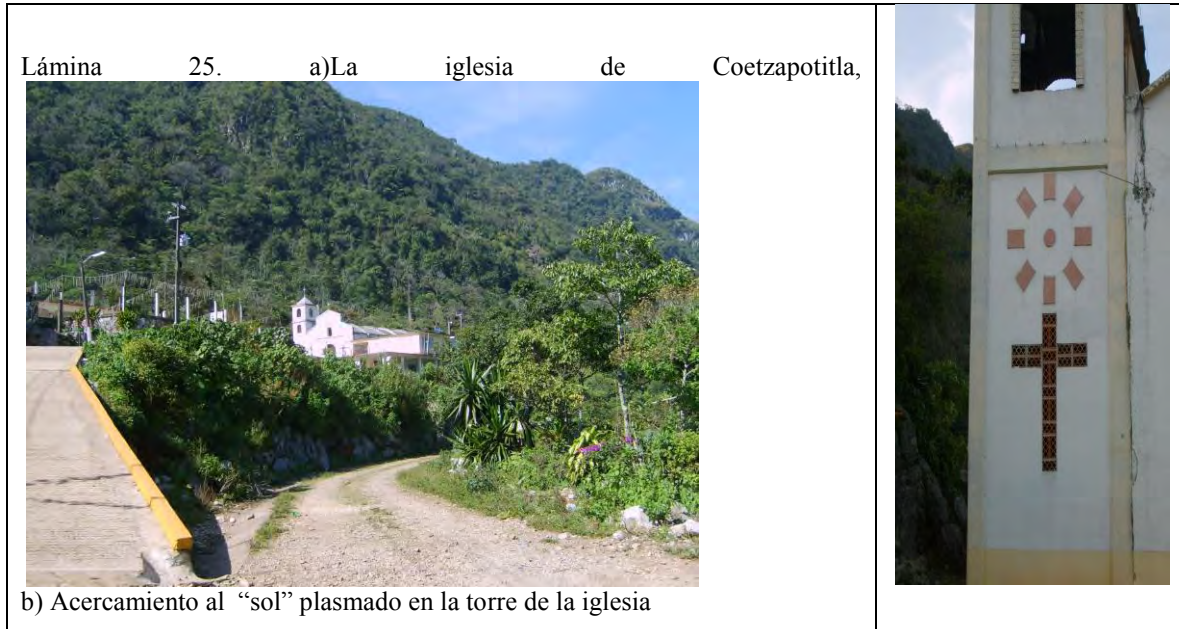 Lámina 25. a)La iglesia de Coetzapotitla,
b) Acercamiento al “sol” plasmado en la torre de la iglesia